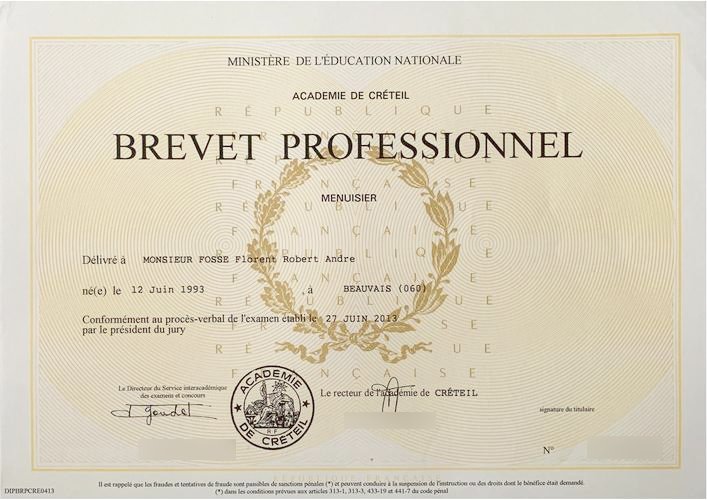 MINISTÈRE DE L'ÉDUCATION NATIONALE
ACADEMIE DE CRÉTEIL
RÉPUBLIQUE
FRANÇAISE
BREVET PROFESSIONNEL
MENUISIER
Délivré à MONSIEUR FOSSE Florent Robert Andre
né(e) le 12 Juin 1993 , à BEAUVAIS (060)
Conformément au procès-verbal de l'examen établi le 27 JUIN 2013
par le président du jury
Le Directeur du Service interacadémique
des examens et concours
Le recteur de l'académie de CRÉTEIL
ACADEMIE DE CRETEIL
RF
signature du titulaire
N°
Il est rappelé que les fraudes et tentatives de fraude sont passibles de sanctions pénales (*) et peuvent conduire à la suspension de l'instruction ou des droits dont le bénéfice était demandé.
DIPBRPCRE0413
(*) dans les conditions prévues aux articles 313-1, 313-3, 433-19 et 441-7 du code pénal